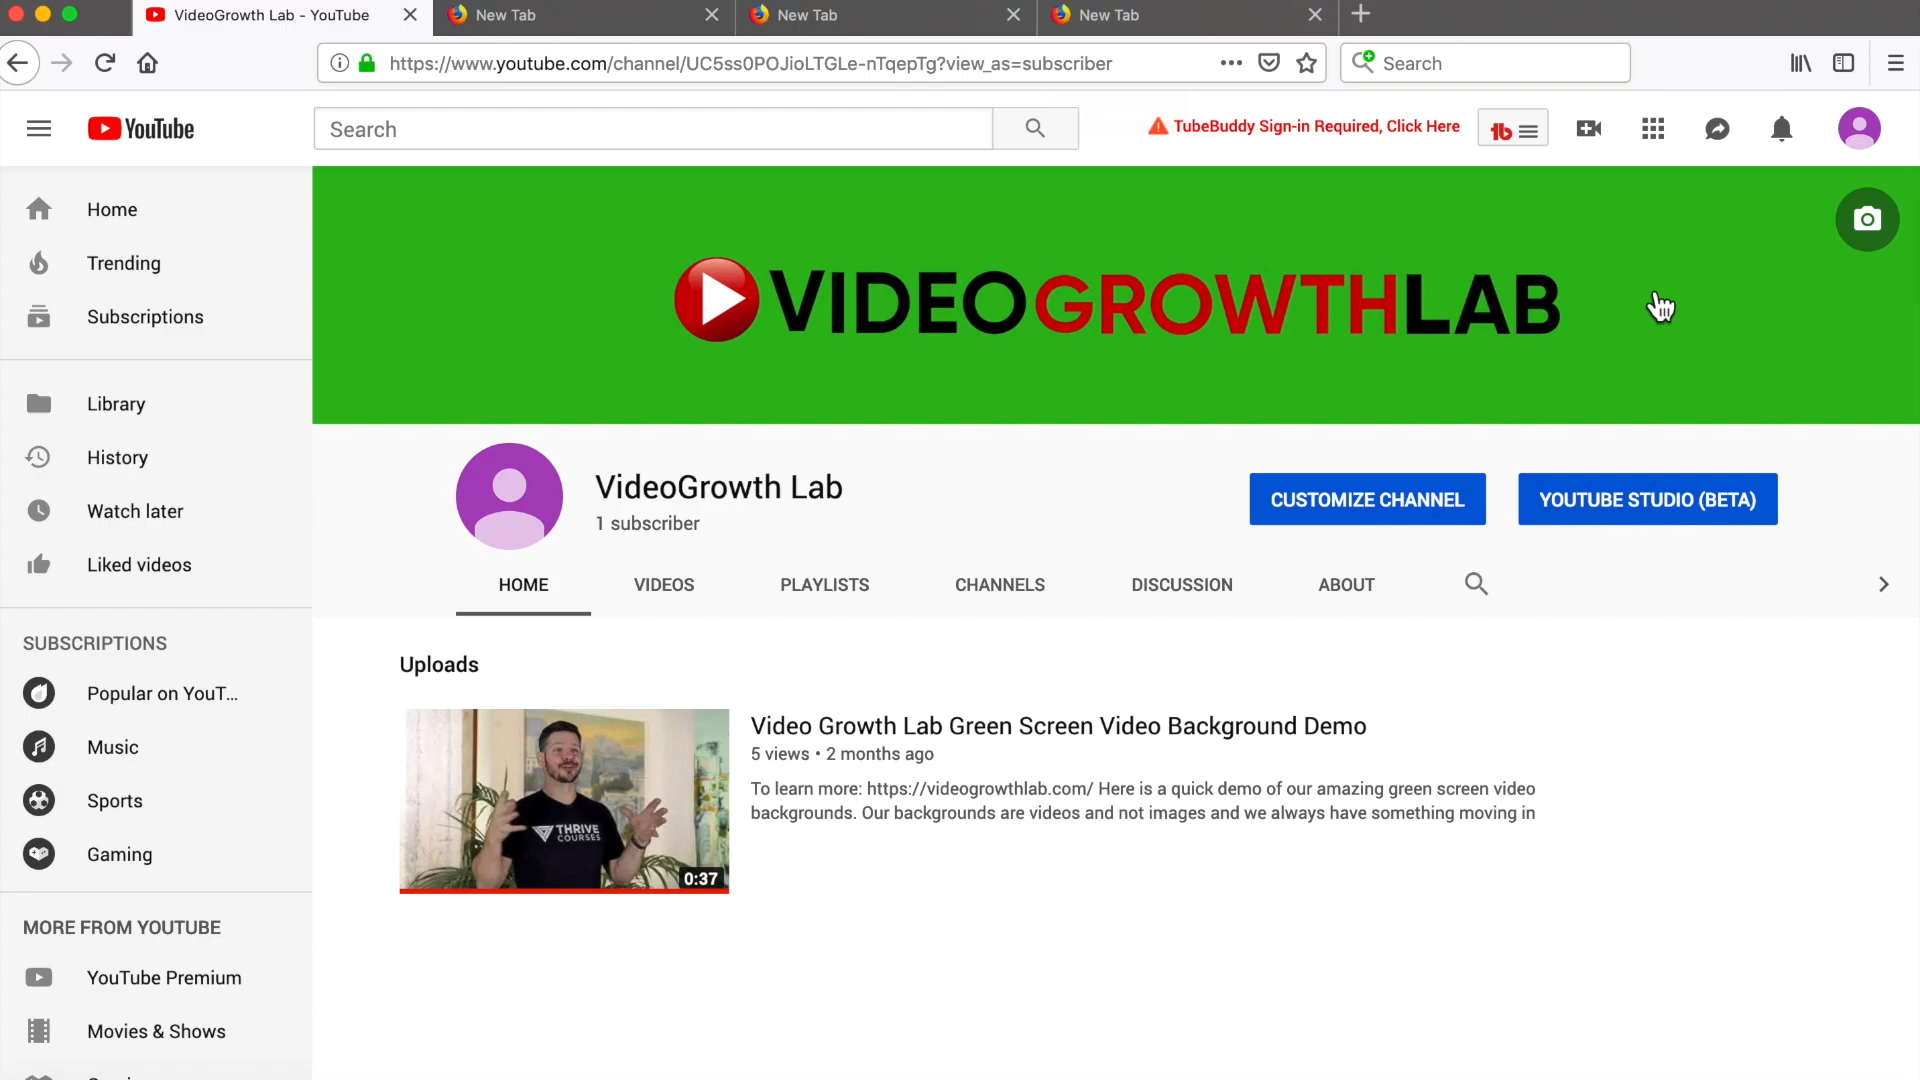 VideoGrowth Lab - YouTube
New Tab
New Tab
New Tab
https://www.youtube.com/channel/UC5ss0POJioLTGLe-nTqepTg?view_as=subscriber
Search
YouTube
Search
TubeBuddy Sign-in Required, Click Here
tb
Home
Trending
Subscriptions
Library
History
Watch later
Liked videos
SUBSCRIPTIONS
Popular on YouT...
Music
Sports
Gaming
MORE FROM YOUTUBE
YouTube Premium
Movies & Shows
VIDEOGROWTHLAB
VideoGrowth Lab
1 subscriber
CUSTOMIZE CHANNEL
YOUTUBE STUDIO (BETA)
HOME
VIDEOS
PLAYLISTS
CHANNELS
DISCUSSION
ABOUT
Uploads
THRIVE
COURSES
0:37
Video Growth Lab Green Screen Video Background Demo
5 views • 2 months ago
To learn more: https://videogrowthlab.com/ Here is a quick demo of our amazing green screen video
backgrounds. Our backgrounds are videos and not images and we always have something moving in